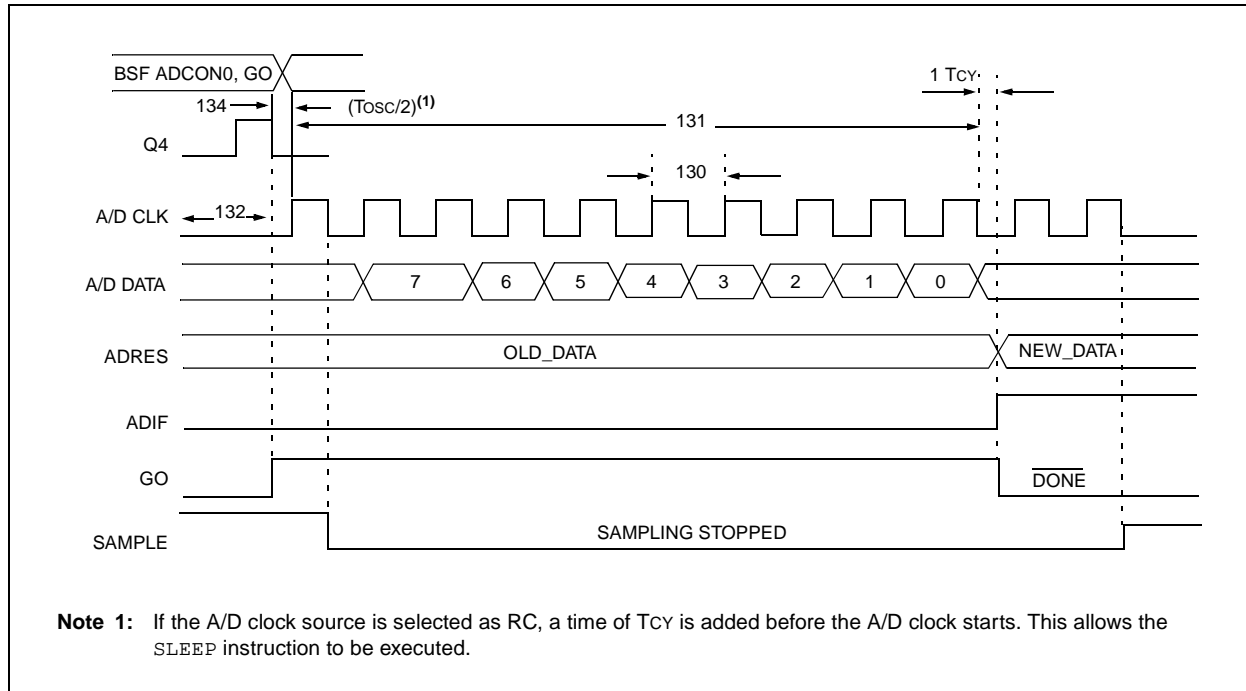 BSF ADCON0, GO
134
(TOSC/2)(1)
1 TCY
131
Q4
130
A/D CLK
132
A/D DATA
7 6 5 4 3 2 1 0
ADRES
OLD_DATA
NEW_DATA
ADIF
GO
DONE
SAMPLE
SAMPLING STOPPED
Note 1: If the A/D clock source is selected as RC, a time of TCY is added before the A/D clock starts. This allows the
SLEEP instruction to be executed.